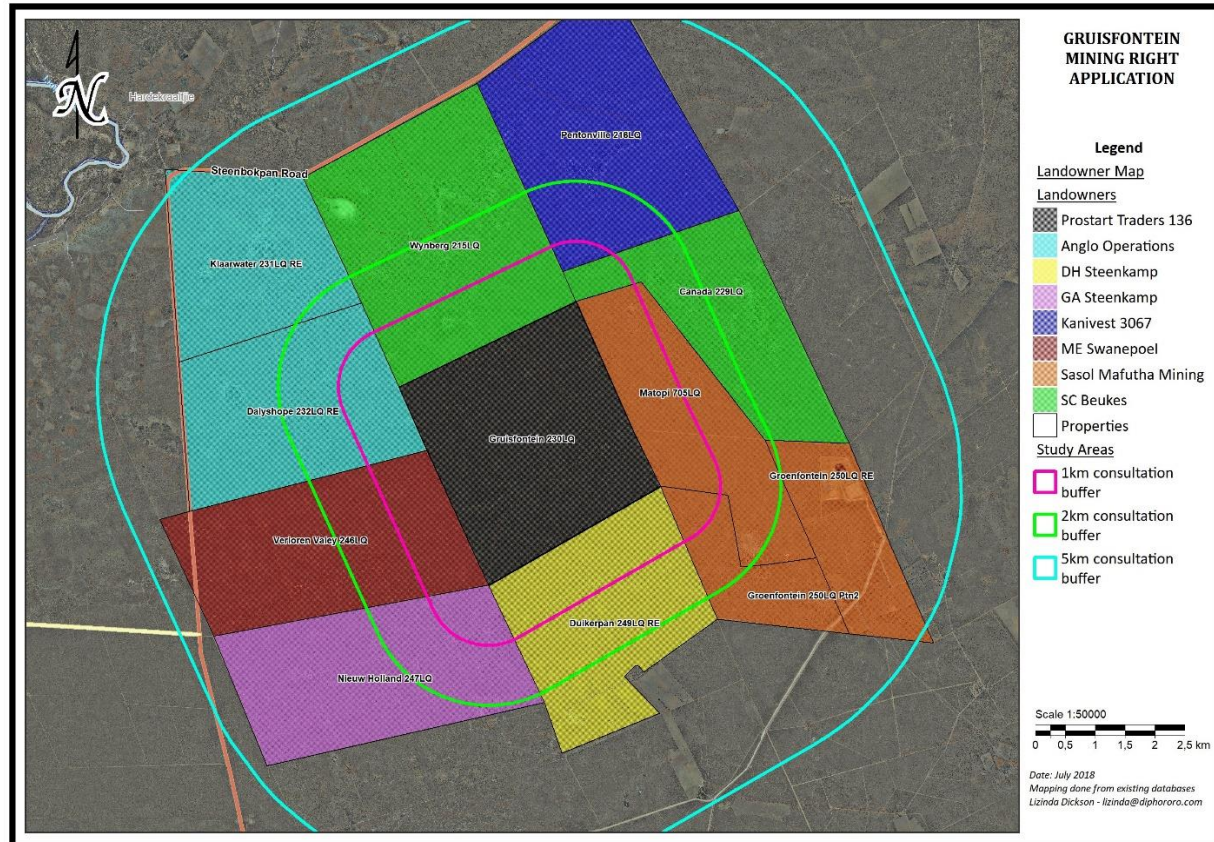 GRUISFONTEIN
MINING RIGHT
APPLICATION
Legend
Landowner Map
Landowners
Prostart Traders 136
Anglo Operations
DH Steenkamp
GA Steenkamp
Kanivest 3067
ME Swanepoel
Sasol Mafutha Mining
SC Beukes
Properties
Study Areas
1km consultation
buffer
2km consultation
buffer
5km consultation
buffer
Scale 1:50000
0 0,5 1 1,5 2 2,5 km
Date: July 2018
Mapping done from existing databases
Lizinda Dickson - lizinda@diphororo.com
N
Hardekraaltjie
Steenbokpan Road
Pentonville 216LQ
Wynberg 215LQ
Klaarwater 231LQ RE
Canada 229LQ
Dalyshope 232LQ RE
Matopi 705LQ
Gruisfontein 230LQ
Groenfontein 250LQ RE
Verloren Valey 246LQ
Groenfontein 250LQ Ptn2
Duikerpan 249LQ RE
Nieuw Holland 247LQ